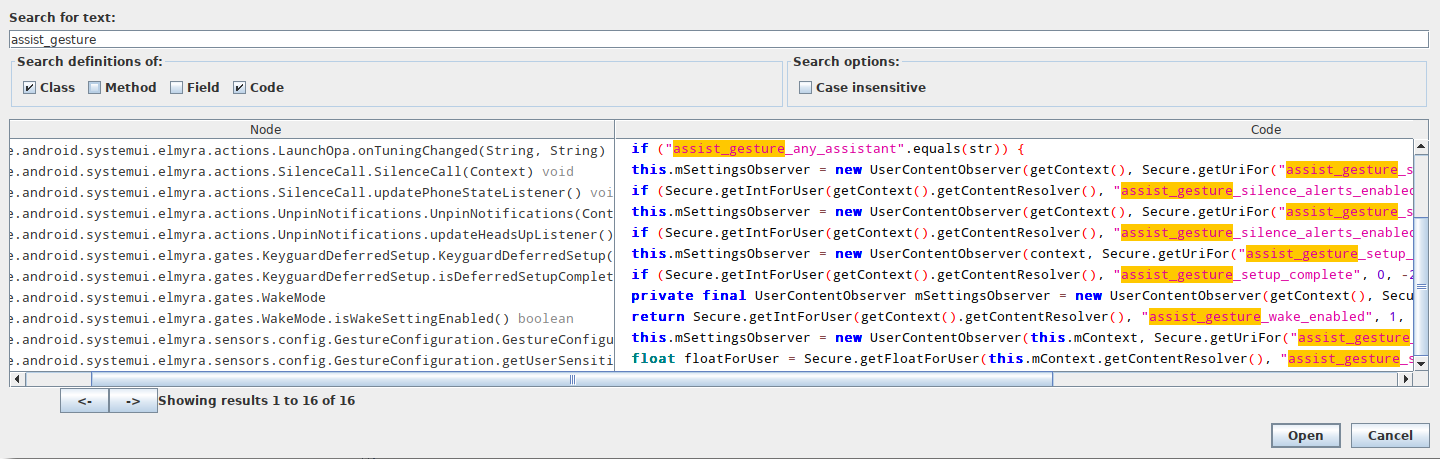 Search for text:
assist_gesture
Search definitions of:
Search options:
Class Method Field Code
Case insensitive
Node Code
e.android.systemui.elmyra.actions.LaunchOpa.onTuningChanged(String, String) if ("assist_gesture_any_assistant".equals(str)) {
e.android.systemui.elmyra.actions.SilenceCall.SilenceCall(Context) void this.mSettingsObserver = new UserContentObserver(getContext(), Secure.getUriFor("assist_gesture_s
e.android.systemui.elmyra.actions.SilenceCall.updatePhoneStateListener() voi if (Secure.getIntForUser(getContext().getContentResolver(), "assist_gesture_silence_alerts_enabled
e.android.systemui.elmyra.actions.UnpinNotifications.UnpinNotifications(Cont this.mSettingsObserver = new UserContentObserver(getContext(), Secure.getUriFor("assist_gesture_s
e.android.systemui.elmyra.actions.UnpinNotifications.updateHeadsUpListener() if (Secure.getIntForUser(getContext().getContentResolver(), "assist_gesture_silence_alerts_enabled
e.android.systemui.elmyra.gates.KeyguardDeferredSetup.KeyguardDeferredSetup( this.mSettingsObserver = new UserContentObserver(context, Secure.getUriFor("assist_gesture_setup_
e.android.systemui.elmyra.gates.KeyguardDeferredSetup.isDeferredSetupComplet if (Secure.getIntForUser(getContext().getContentResolver(), "assist_gesture_setup_complete", 0, -2
e.android.systemui.elmyra.gates.WakeMode private final UserContentObserver mSettingsObserver = new UserContentObserver(getContext(), Secu
e.android.systemui.elmyra.gates.WakeMode.isWakeSettingEnabled() boolean return Secure.getIntForUser(getContext().getContentResolver(), "assist_gesture_wake_enabled", 1,
e.android.systemui.elmyra.sensors.config.GestureConfiguration.GestureConfigu this.mSettingsObserver = new UserContentObserver(this.mContext, Secure.getUriFor("assist_gesture_
e.android.systemui.elmyra.sensors.config.GestureConfiguration.getUserSensiti float floatForUser = Secure.getFloatForUser(this.mContext.getContentResolver(), "assist_gesture_s
<- -> Showing results 1 to 16 of 16
Open Cancel